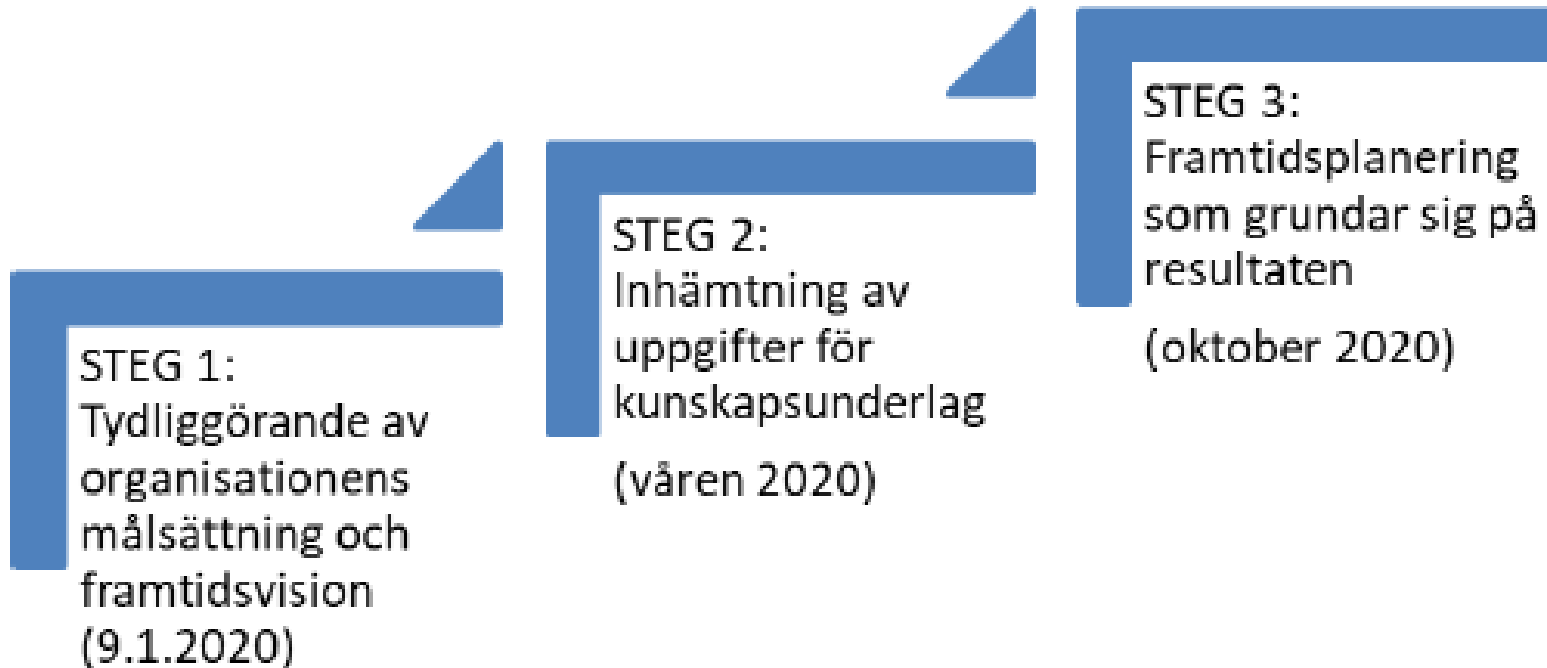 STEG 1:
Tydliggörande av
organisationens
målsättning och
framtidsvision
(9.1.2020)
STEG 2:
Inhämtning av
uppgifter för
kunskapsunderlag
(våren 2020)
STEG 3:
Framtidsplanering
som grundar sig på
resultaten
(oktober 2020)